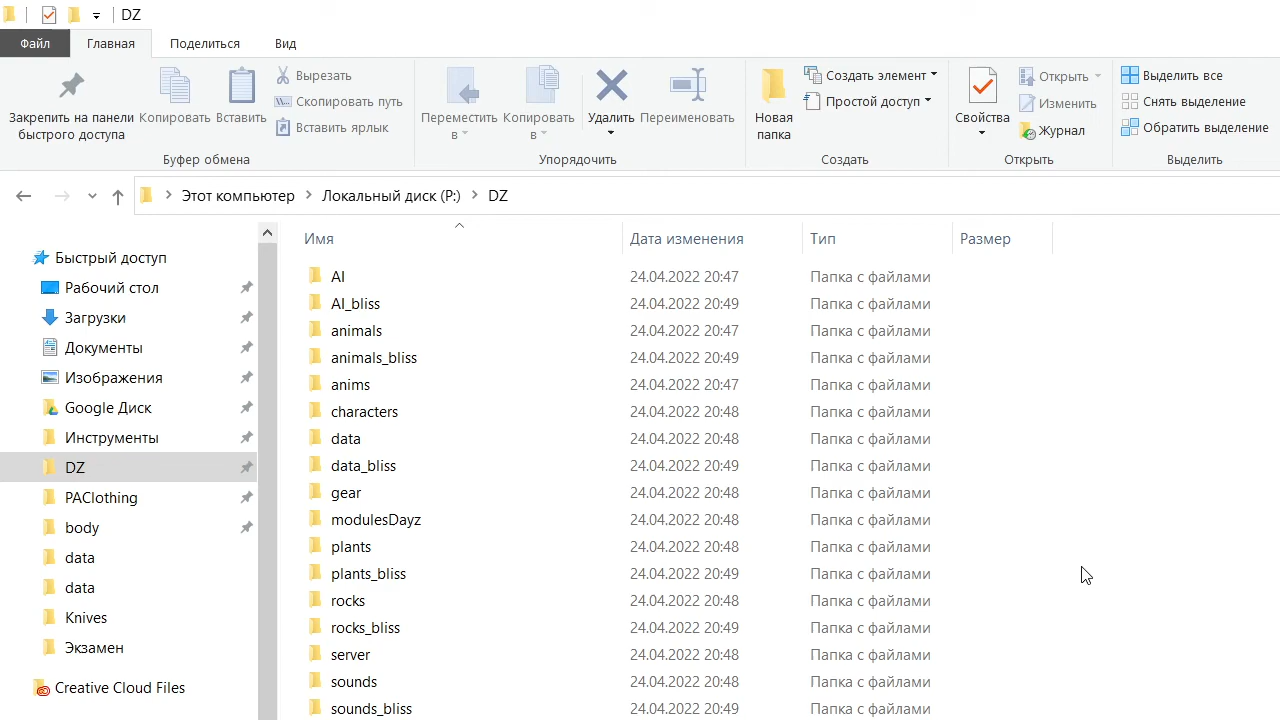 DZ
Файл Главная Поделиться Вид
Закрепить на панели быстрого доступа
Копировать
Вставить
Вырезать
Скопировать путь
Вставить ярлык
Буфер обмена
Переместить в
Копировать в
Удалить
Переименовать
Упорядочить
Новая папка
Создать элемент
Простой доступ
Создать
Свойства
Открыть
Изменить
Журнал
Открыть
Выделить все
Снять выделение
Обратить выделение
Выделить
Этот компьютер Локальный диск (P:) DZ
Быстрый доступ
Рабочий стол
Загрузки
Документы
Изображения
Google Диск
Инструменты
DZ
PAClothing
body
data
data
Knives
Экзамен
Creative Cloud Files
Имя Дата изменения Тип Размер
AI 24.04.2022 20:47 Папка с файлами
AI_bliss 24.04.2022 20:49 Папка с файлами
animals 24.04.2022 20:47 Папка с файлами
animals_bliss 24.04.2022 20:49 Папка с файлами
anims 24.04.2022 20:47 Папка с файлами
characters 24.04.2022 20:48 Папка с файлами
data 24.04.2022 20:48 Папка с файлами
data_bliss 24.04.2022 20:49 Папка с файлами
gear 24.04.2022 20:48 Папка с файлами
modulesDayz 24.04.2022 20:48 Папка с файлами
plants 24.04.2022 20:48 Папка с файлами
plants_bliss 24.04.2022 20:49 Папка с файлами
rocks 24.04.2022 20:48 Папка с файлами
rocks_bliss 24.04.2022 20:49 Папка с файлами
server 24.04.2022 20:48 Папка с файлами
sounds 24.04.2022 20:48 Папка с файлами
sounds_bliss 24.04.2022 20:49 Папка с файлами